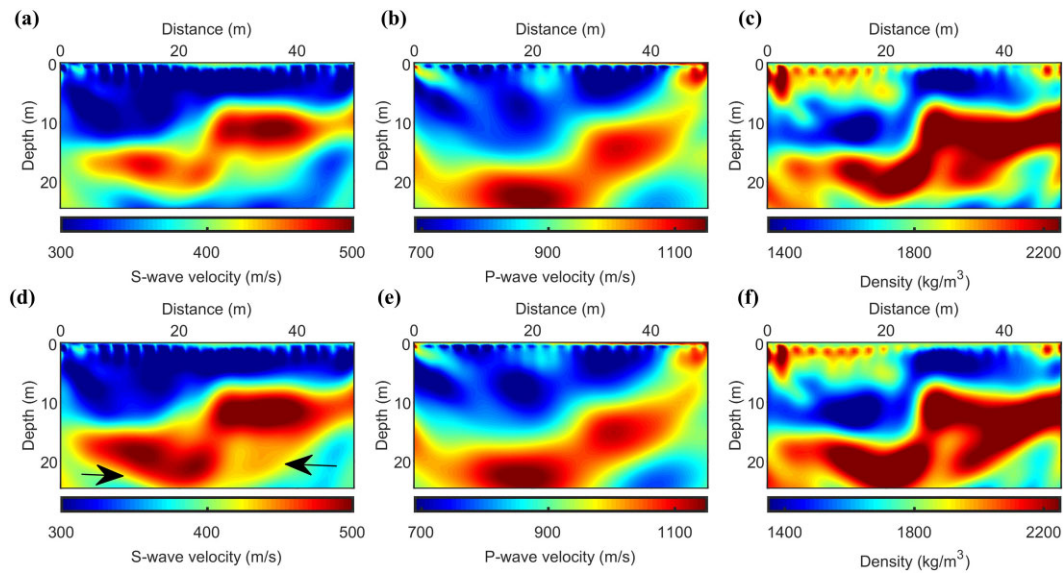 (a) (b) (c)
Distance (m) Distance (m) Distance (m)
0 20 40 0 20 40 0 20 40
0 0 0
10 10 10
20 20 20
Depth (m) Depth (m) Depth (m)
300 400 500 700 900 1100 1400 1800 2200
S-wave velocity (m/s) P-wave velocity (m/s) Density (kg/m³)
(d) (e) (f)
Distance (m) Distance (m) Distance (m)
0 20 40 0 20 40 0 20 40
0 0 0
10 10 10
20 20 20
Depth (m) Depth (m) Depth (m)
300 400 500 700 900 1100 1400 1800 2200
S-wave velocity (m/s) P-wave velocity (m/s) Density (kg/m³)